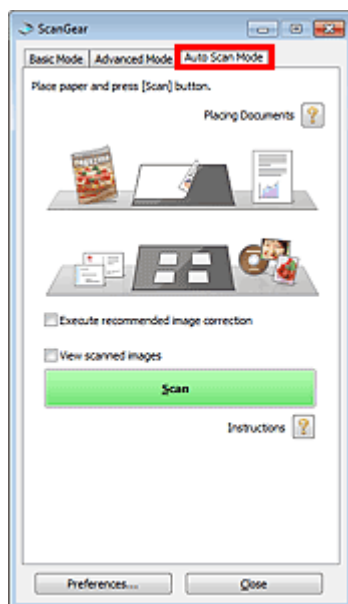 ScanGear
Basic Mode Advanced Mode Auto Scan Mode
Place paper and press [Scan] button.
Placing Documents ?
magazine
Execute recommended image correction
View scanned images
Scan
Instructions ?
Preferences... Close